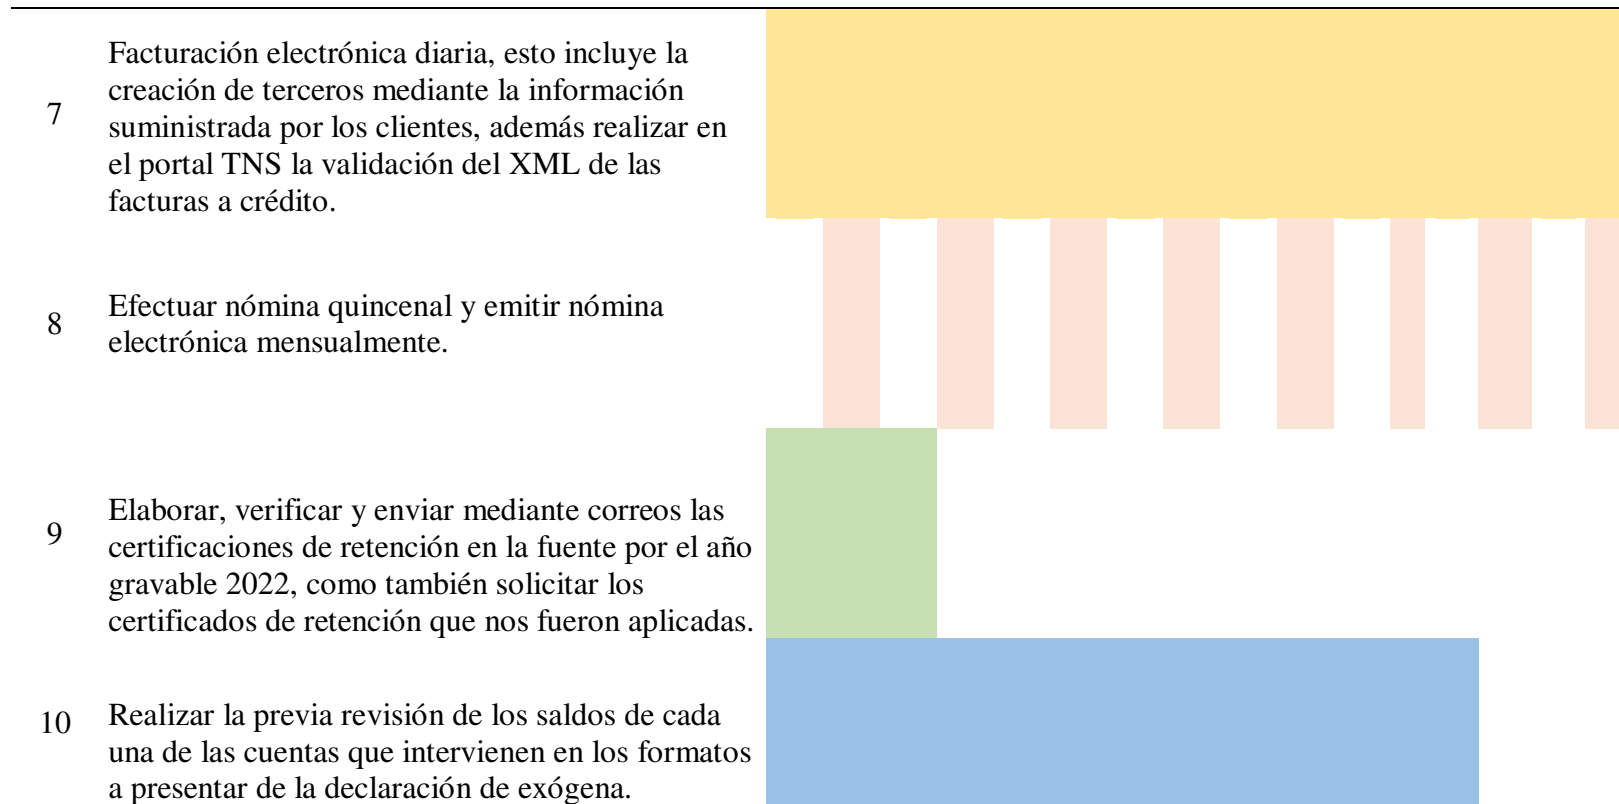 Facturación electrónica diaria, esto incluye la
creación de terceros mediante la información
7
suministrada por los clientes, además realizar en
el portal TNS la validación del XML de las
facturas a crédito.
8
Efectuar nómina quincenal y emitir nómina
electrónica mensualmente.
Elaborar, verificar y enviar mediante correos las
9
certificaciones de retención en la fuente por el año
gravable 2022, como también solicitar los
certificados de retención que nos fueron aplicadas.
10
Realizar la previa revisión de los saldos de cada
una de las cuentas que intervienen en los formatos
a presentar de la declaración de exógena.